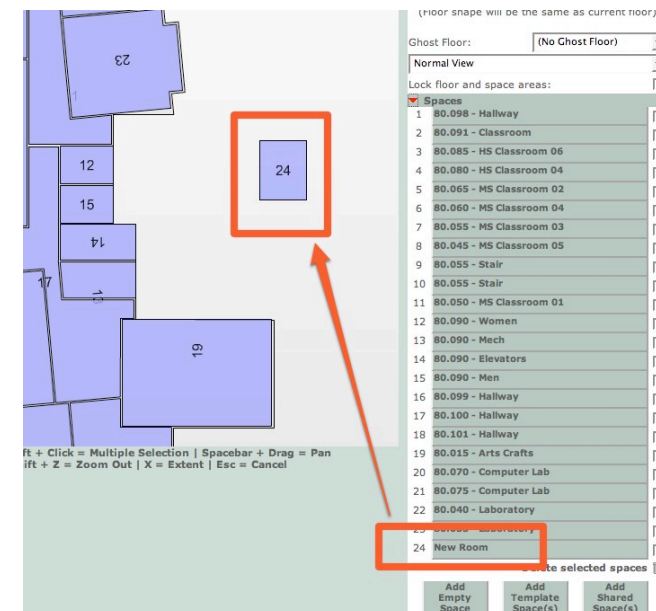 (Floor shape will be the same as current floor)
Ghost Floor: (No Ghost Floor)
Normal View
Lock floor and space areas:
Spaces
1 80.098 - Hallway
2 80.091 - Classroom
3 80.085 - HS Classroom 06
4 80.080 - HS Classroom 04
5 80.065 - MS Classroom 02
6 80.060 - MS Classroom 04
7 80.055 - MS Classroom 03
8 80.045 - MS Classroom 05
9 80.055 - Stair
10 80.055 - Stair
11 80.050 - MS Classroom 01
12 80.090 - Women
13 80.090 - Mech
14 80.090 - Elevators
15 80.090 - Men
16 80.099 - Hallway
17 80.100 - Hallway
18 80.101 - Hallway
19 80.015 - Arts Crafts
20 80.070 - Computer Lab
21 80.075 - Computer Lab
22 80.040 - Laboratory
24 New Room
selected spaces
Add Empty Space
Add Template Space(s)
Add Shared Space(s)
23
12
24
15
14
17
13
19
ft + Click = Multiple Selection | Spacebar + Drag = Pan
ift + Z = Zoom Out | X = Extent | Esc = Cancel